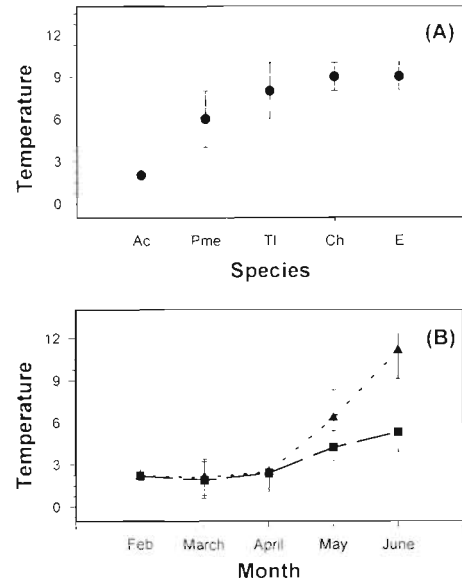 (A)
12
9
6
3
0
Temperature
Ac Pme Tl Ch E
Species
(B)
12
9
6
3
0
Temperature
Feb March April May June
Month